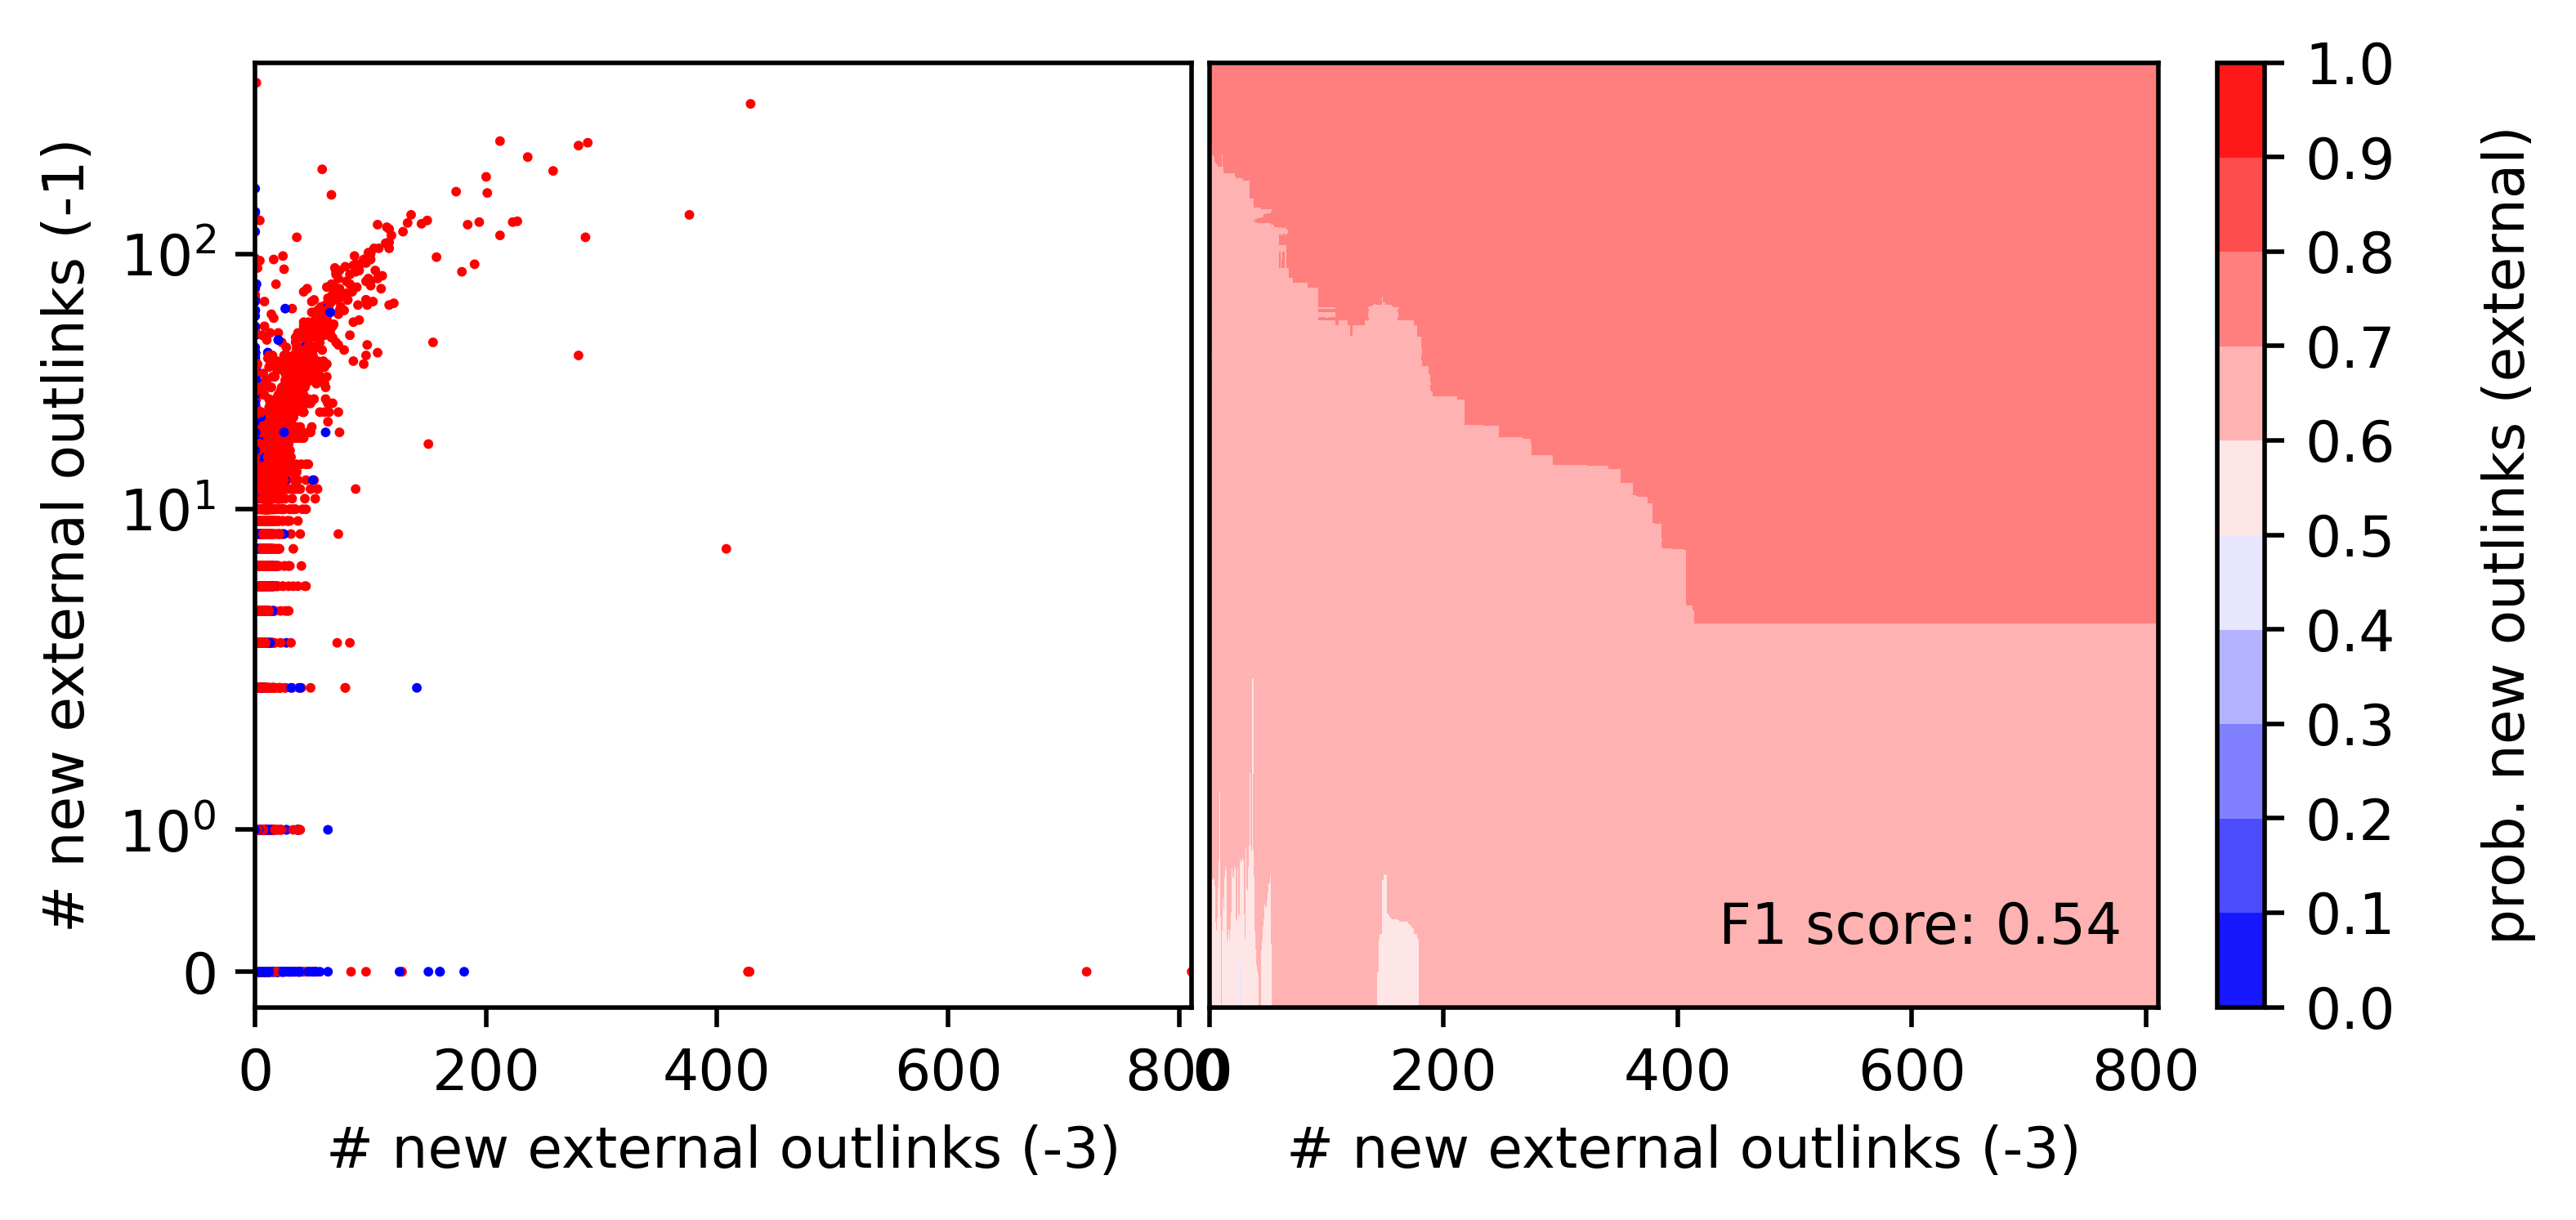 # new external outlinks (-1)
10²
10¹
10⁰
0
0 200 400 600 800
# new external outlinks (-3)
F1 score: 0.54
0 200 400 600 800
# new external outlinks (-3)
1.0
0.9
0.8
0.7
0.6
0.5
0.4
0.3
0.2
0.1
0.0
prob. new outlinks (external)